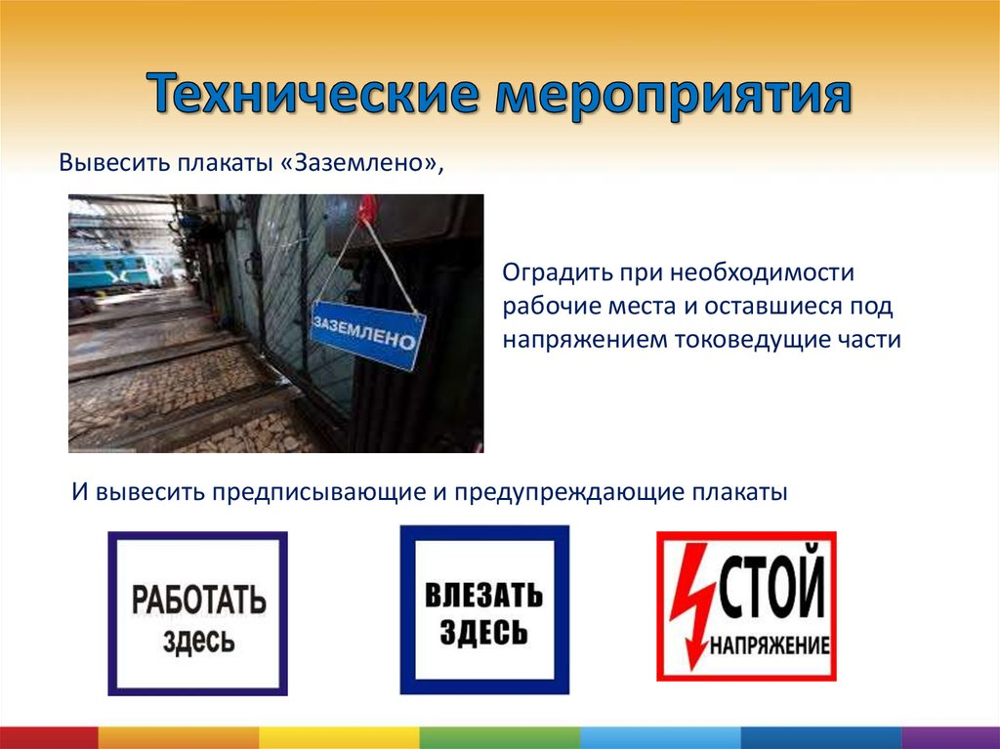 Технические мероприятия
Вывесить плакаты «Заземлено»,
ЗАЗЕМЛЕНО
Оградить при необходимости
рабочие места и оставшиеся под
напряжением токоведущие части
И вывесить предписывающие и предупреждающие плакаты
РАБОТАТЬ
здесь
ВЛЕЗАТЬ
ЗДЕСЬ
СТОЙ
НАПРЯЖЕНИЕ